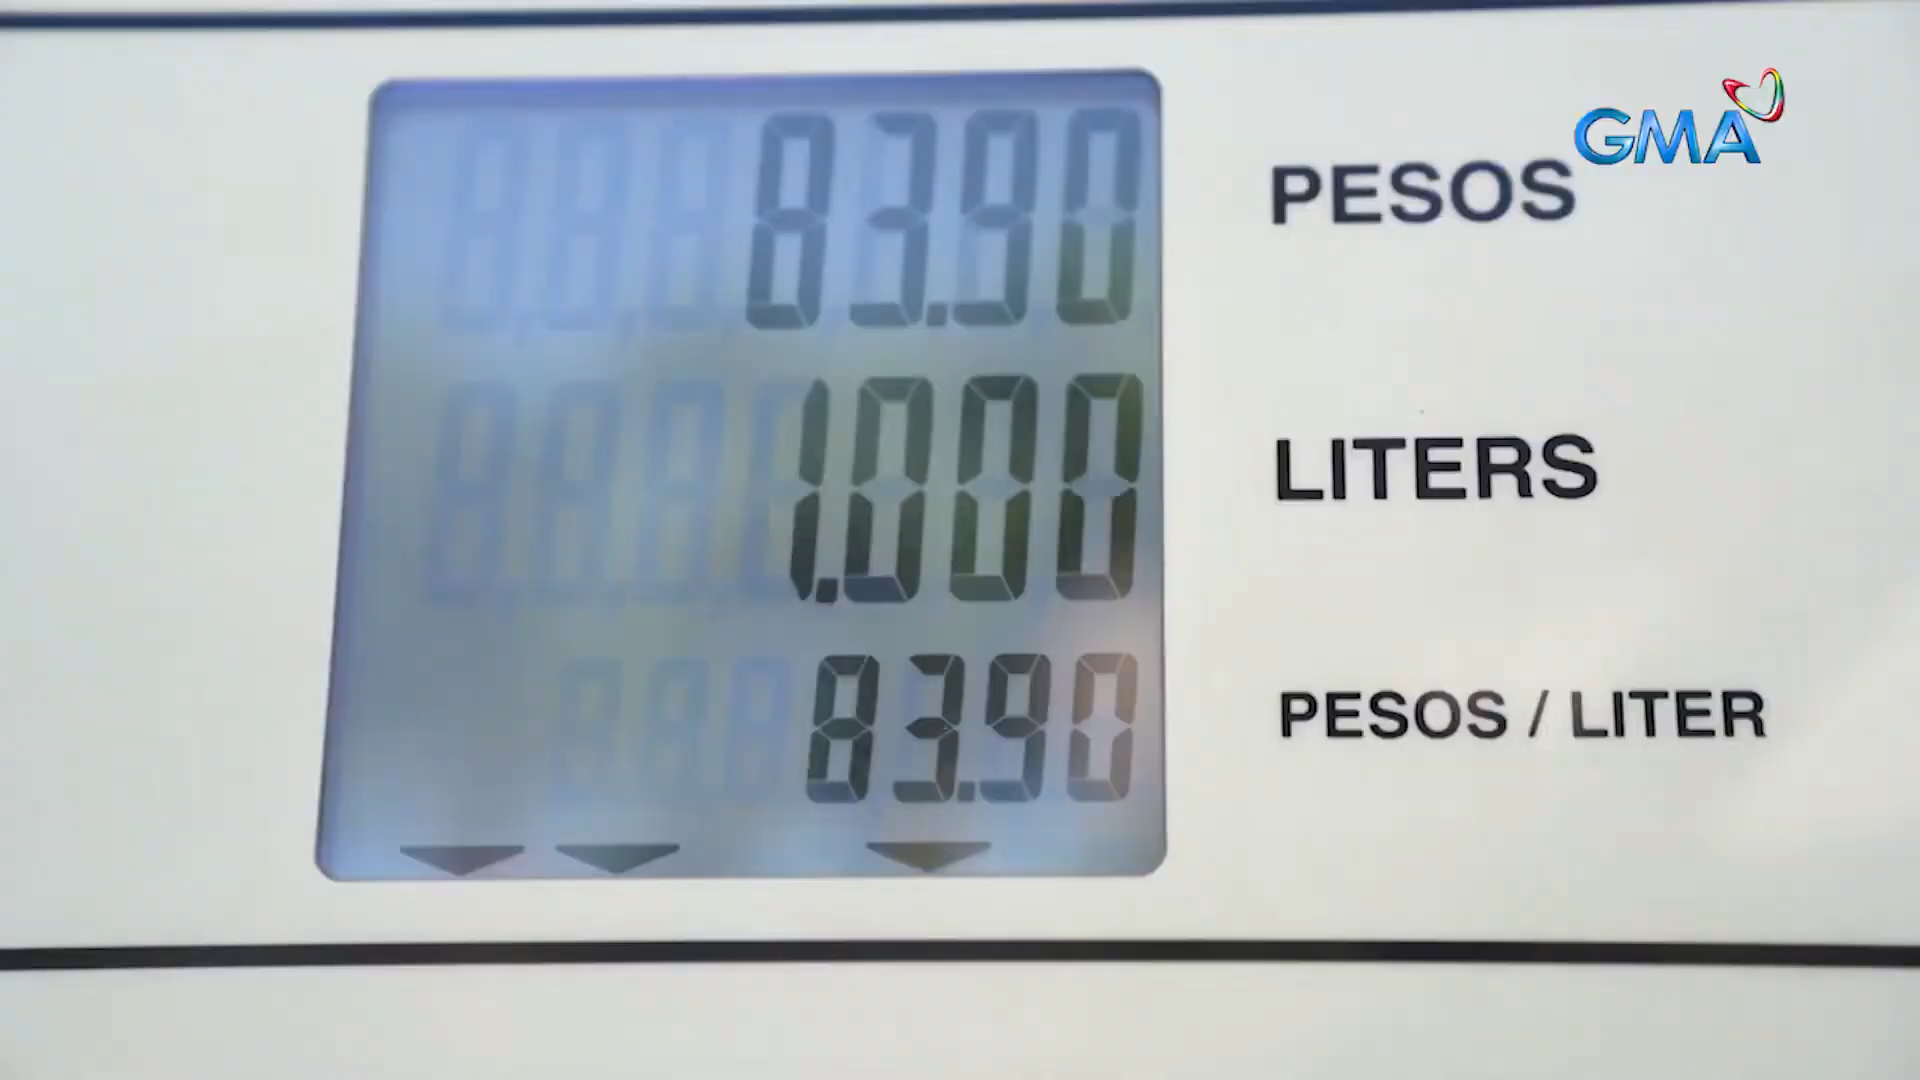 GMA
83.90 PESOS
1.000 LITERS
83.90 PESOS / LITER